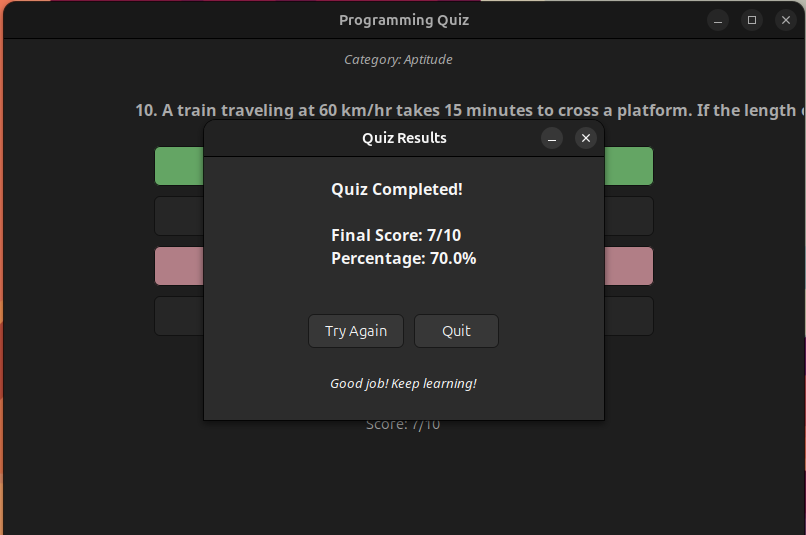 Programming Quiz
Category: Aptitude
10. A train traveling at 60 km/hr takes 15 minutes to cross a platform. If the length
Quiz Results
Quiz Completed!
Final Score: 7/10
Percentage: 70.0%
Try Again
Quit
Good job! Keep learning!
Score: 7/10